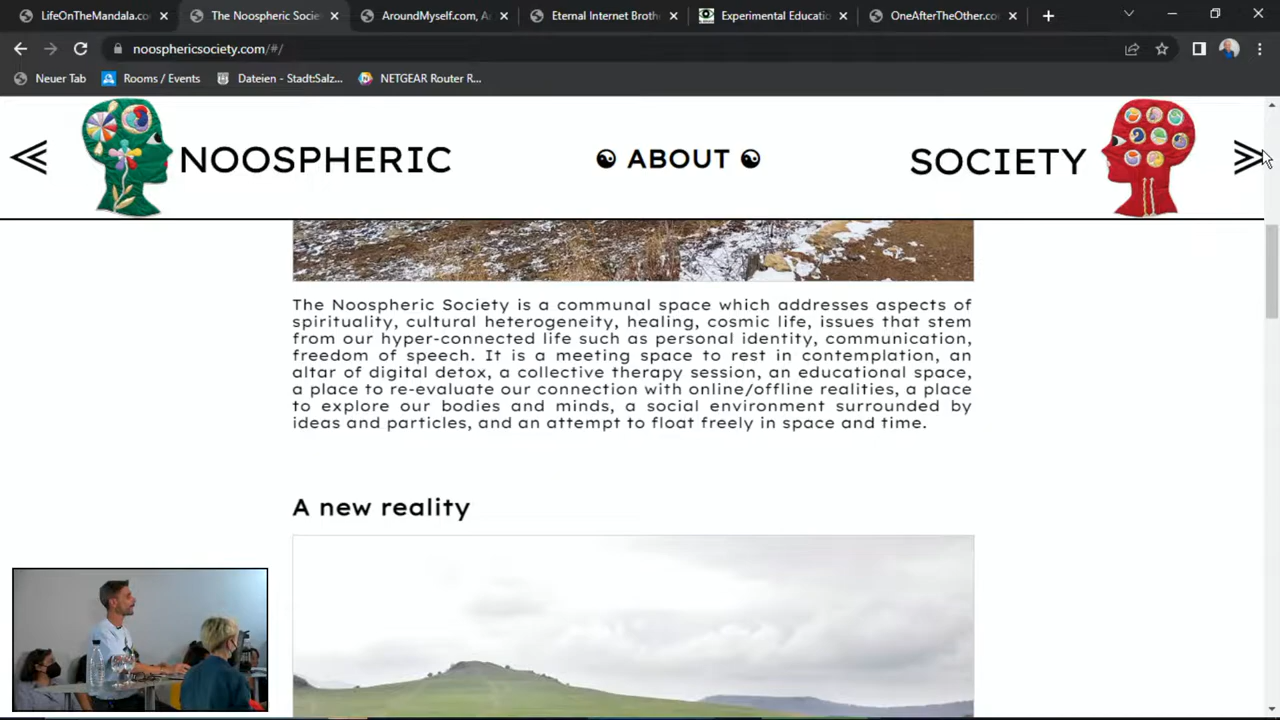 LifeOnTheMandala.co
The Noospheric Socie
AroundMyself.com, A
Eternal Internet Broth
Experimental Educatio
OneAfterTheOther.co
noosphericsociety.com/#/
Neuer Tab
Rooms / Events
Dateien - Stadt:Salz...
NETGEAR Router R...
NOOSPHERIC
☯ ABOUT ☯
SOCIETY
The Noospheric Society is a communal space which addresses aspects of
spirituality, cultural heterogeneity, healing, cosmic life, issues that stem
from our hyper-connected life such as personal identity, communication,
freedom of speech. It is a meeting space to rest in contemplation, an
altar of digital detox, a collective therapy session, an educational space,
a place to re-evaluate our connection with online/offline realities, a place
to explore our bodies and minds, a social environment surrounded by
ideas and particles, and an attempt to float freely in space and time.
A new reality